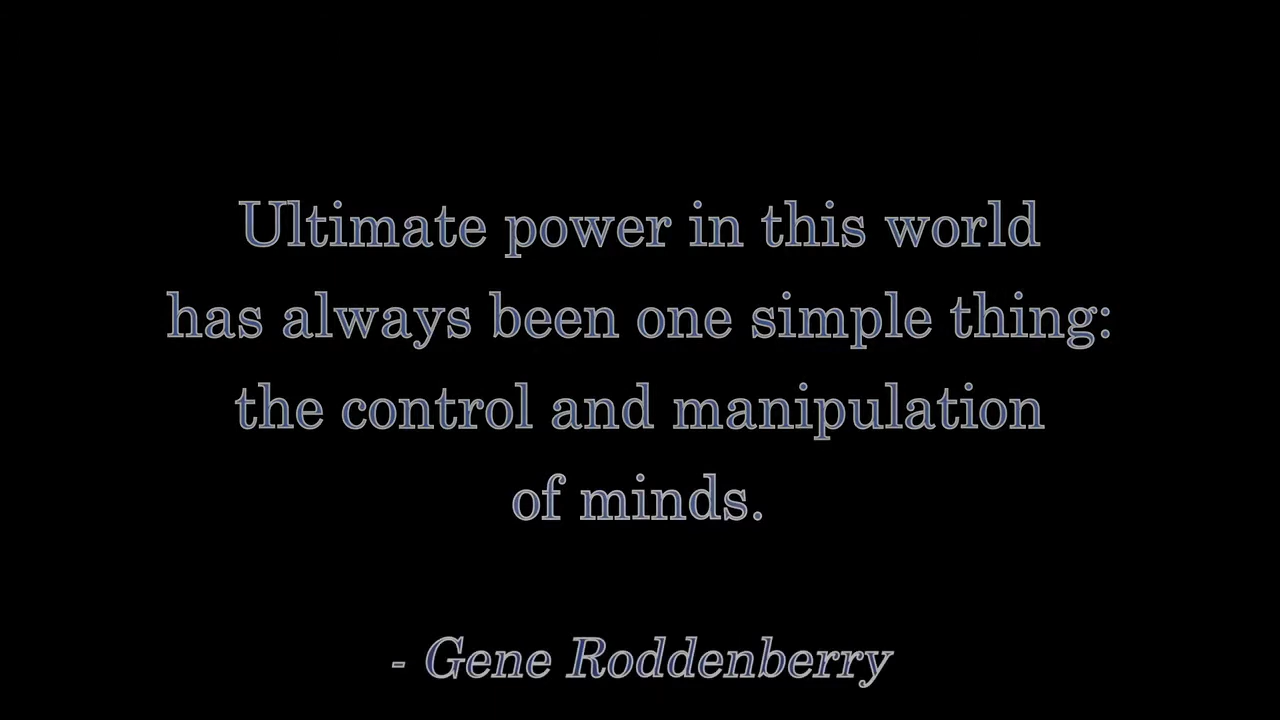 Ultimate power in this world
has always been one simple thing:
the control and manipulation
of minds.
- Gene Roddenberry